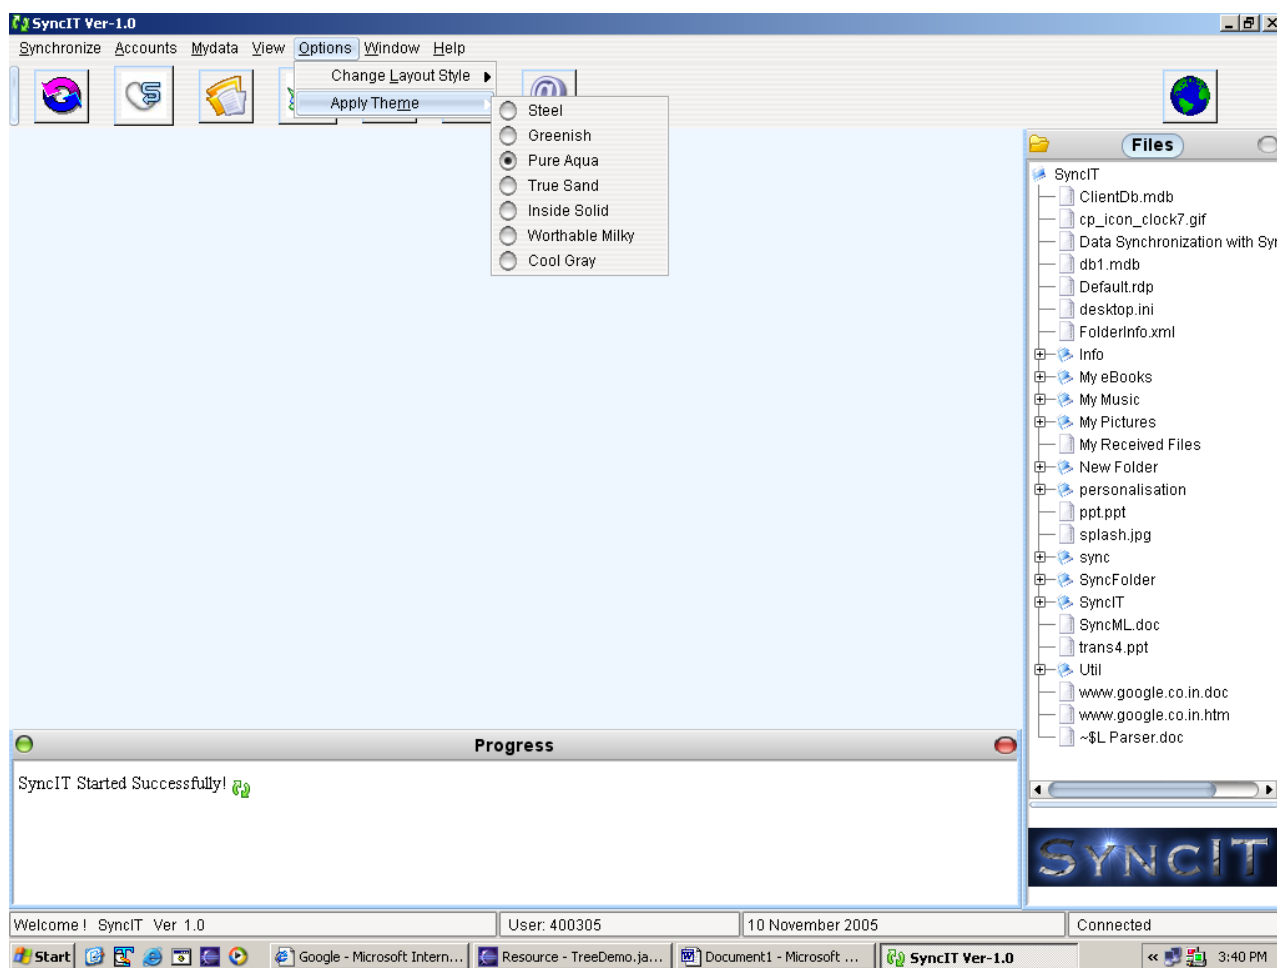 SyncIT Ver-1.0
Synchronize Accounts Mydata View Options Window Help
Change Layout Style
Apply Theme
Steel
Greenish
Pure Aqua
True Sand
Inside Solid
Worthable Milky
Cool Gray
Files
SyncIT
ClientDb.mdb
cp_icon_clock7.gif
Data Synchronization with Syn
db1.mdb
Default.rdp
desktop.ini
FolderInfo.xml
Info
My eBooks
My Music
My Pictures
My Received Files
New Folder
personalisation
ppt.ppt
splash.jpg
sync
SyncFolder
SyncIT
SyncML.doc
trans4.ppt
Util
www.google.co.in.doc
www.google.co.in.htm
~$L Parser.doc
Progress
SyncIT Started Successfully!
SYNCIT
Welcome ! SyncIT Ver 1.0
User: 400305
10 November 2005
Connected
Start
Google - Microsoft Intern...
Resource - TreeDemo.ja...
Document1 - Microsoft ...
SyncIT Ver-1.0
« 3:40 PM